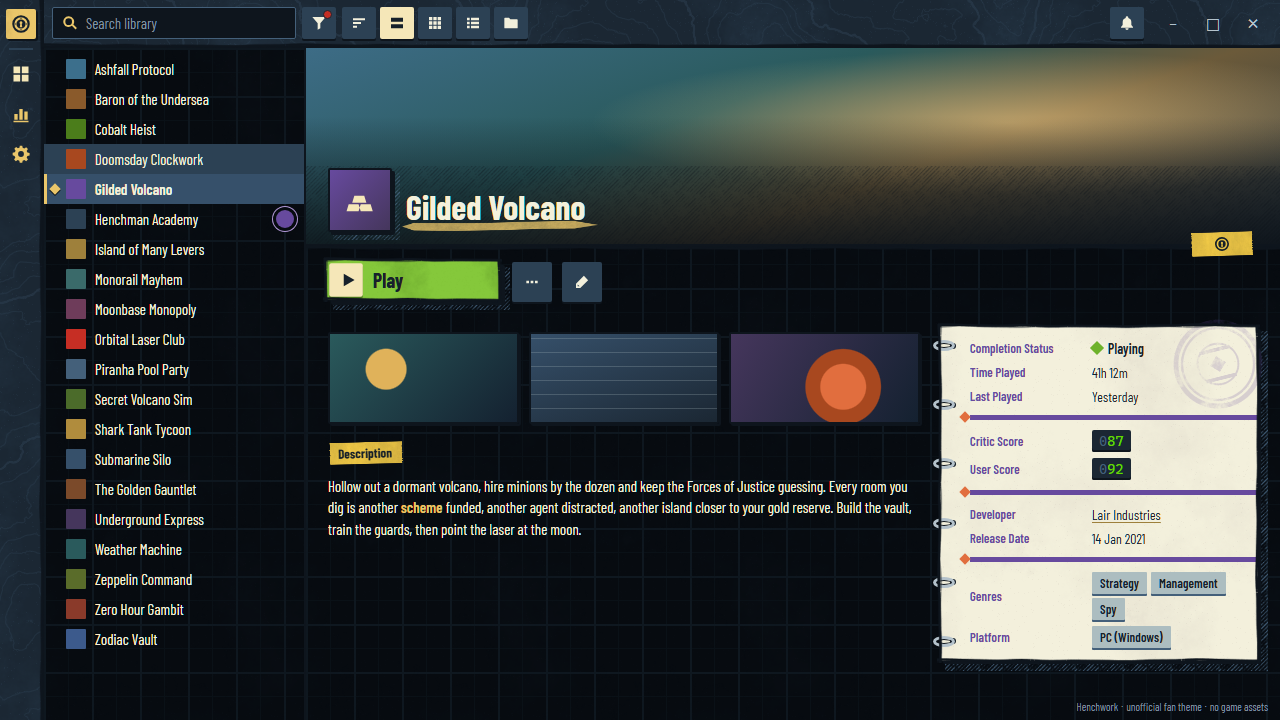 Search library
Ashfall Protocol
Baron of the Undersea
Cobalt Heist
Doomsday Clockwork
Gilded Volcano
Henchman Academy
Island of Many Levers
Monorail Mayhem
Moonbase Monopoly
Orbital Laser Club
Piranha Pool Party
Secret Volcano Sim
Shark Tank Tycoon
Submarine Silo
The Golden Gauntlet
Underground Express
Weather Machine
Zeppelin Command
Zero Hour Gambit
Zodiac Vault
Gilded Volcano
Play
Description
Hollow out a dormant volcano, hire minions by the dozen and keep the Forces of Justice guessing. Every room you
dig is another scheme funded, another agent distracted, another island closer to your gold reserve. Build the vault,
train the guards, then point the laser at the moon.
Completion Status Playing
Time Played 41h 12m
Last Played Yesterday
Critic Score 087
User Score 092
Developer Lair Industries
Release Date 14 Jan 2021
Genres Strategy Management
Spy
Platform PC (Windows)
Henchwork · unofficial fan theme · no game assets